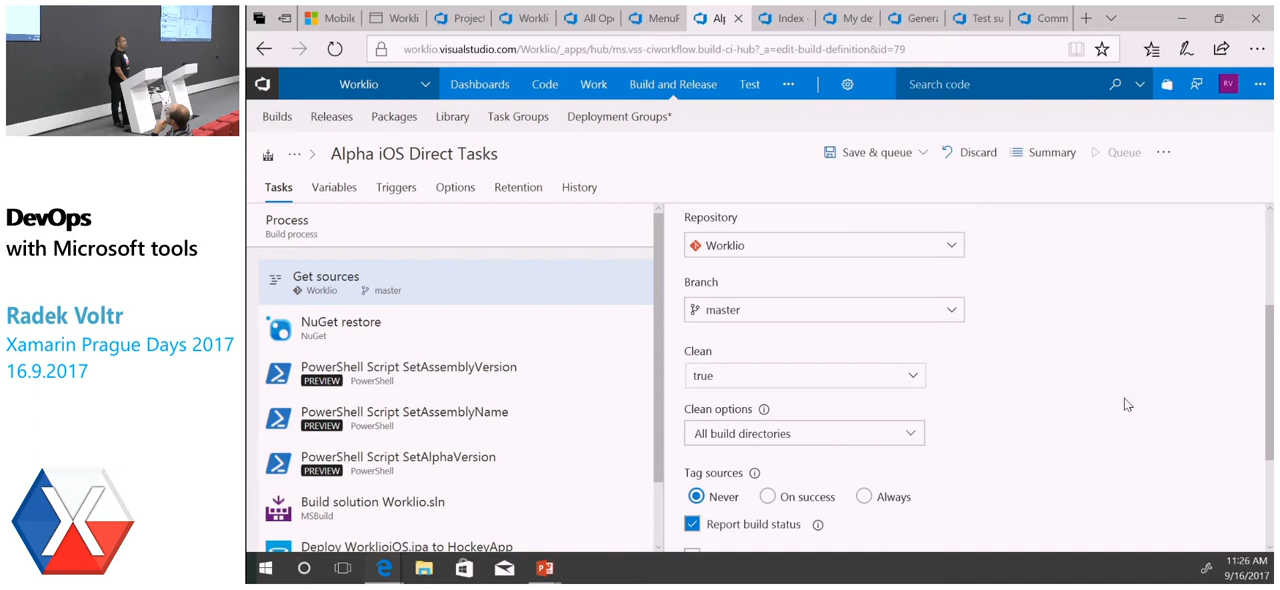 DevOps
with Microsoft tools
Radek Voltr
Xamarin Prague Days 2017
16.9.2017
Mobile
Workli
Project
Workli
All Op
MenuF
Alp
Index -
My de
Genera
Test su
Comm
worklio.visualstudio.com/Worklio/_apps/hub/ms.vss-ciworkflow.build-ci-hub?_a=edit-build-definition&id=79
Worklio
Dashboards
Code
Work
Build and Release
Test
Search code
RV
Builds
Releases
Packages
Library
Task Groups
Deployment Groups*
Alpha iOS Direct Tasks
Save & queue
Discard
Summary
Queue
Tasks
Variables
Triggers
Options
Retention
History
Process
Build process
Get sources
Worklio
master
NuGet restore
NuGet
PowerShell Script SetAssemblyVersion
PREVIEW PowerShell
PowerShell Script SetAssemblyName
PREVIEW PowerShell
PowerShell Script SetAlphaVersion
PREVIEW PowerShell
Build solution Worklio.sln
MSBuild
Deploy WorklioiOS.ipa to HockeyApp
Repository
Worklio
Branch
master
Clean
true
Clean options
All build directories
Tag sources
Never
On success
Always
Report build status
11:26 AM
9/16/2017
X